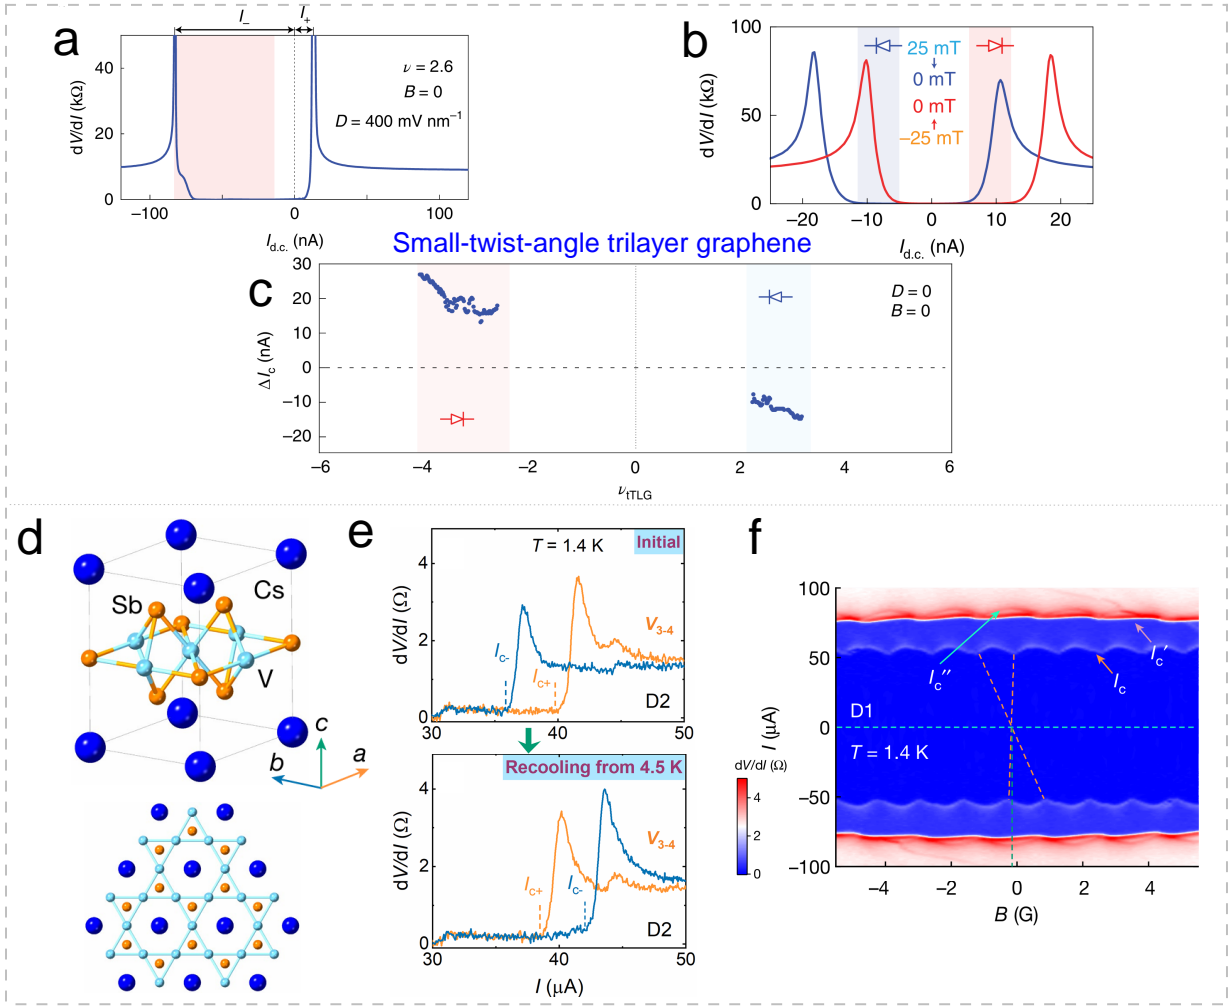 a
I–
I+
dV/dI (kΩ)
40
20
0
ν = 2.6
B = 0
D = 400 mV nm–1
–100
0
100
Id.c. (nA)
b
dV/dI (kΩ)
100
50
0
25 mT
0 mT
0 mT
–25 mT
–20
–10
0
10
20
Id.c. (nA)
Small-twist-angle trilayer graphene
c
ΔIc (nA)
30
20
10
0
–10
–20
D = 0
B = 0
–6
–4
–2
0
2
4
6
νtTLG
d
Sb
Cs
V
c
b
a
e
T = 1.4 K
Initial
dV/dI (Ω)
4
2
0
Ic-
Ic+
V3-4
D2
30
40
50
Recooling from 4.5 K
dV/dI (Ω)
4
2
0
Ic+
Ic-
V3-4
D2
30
40
50
I (μA)
f
I (μA)
100
50
0
–50
–100
Ic′′
Ic′
Ic
D1
T = 1.4 K
dV/dI (Ω)
4
2
0
–4
–2
0
2
4
B (G)